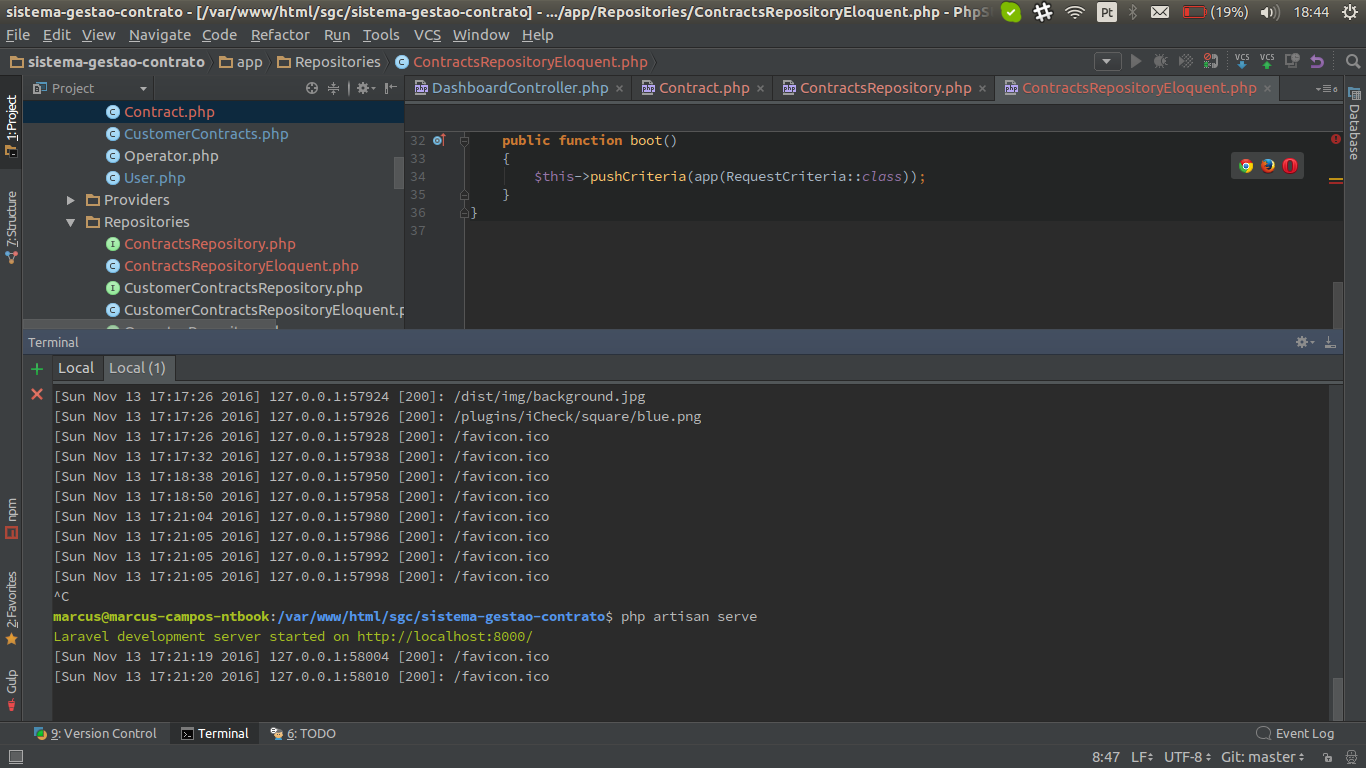 sistema-gestao-contrato - [/var/www/html/sgc/sistema-gestao-contrato] - .../app/Repositories/ContractsRepositoryEloquent.php - PhpS
Pt (19%) 18:44
File Edit View Navigate Code Refactor Run Tools VCS Window Help
sistema-gestao-contrato app Repositories ContractsRepositoryEloquent.php
VCS VCS
Project
DashboardController.php Contract.php ContractsRepository.php ContractsRepositoryEloquent.php
6
1: Project
7: Structure
npm
2: Favorites
Gulp
Database
Contract.php
CustomerContracts.php
Operator.php
User.php
Providers
Repositories
ContractsRepository.php
ContractsRepositoryEloquent.php
CustomerContractsRepository.php
CustomerContractsRepositoryEloquent.p
32 public function boot()
33 {
34 $this->pushCriteria(app(RequestCriteria::class));
35 }
36 }
37
Terminal
Local Local (1)
[Sun Nov 13 17:17:26 2016] 127.0.0.1:57924 [200]: /dist/img/background.jpg
[Sun Nov 13 17:17:26 2016] 127.0.0.1:57926 [200]: /plugins/iCheck/square/blue.png
[Sun Nov 13 17:17:26 2016] 127.0.0.1:57928 [200]: /favicon.ico
[Sun Nov 13 17:17:32 2016] 127.0.0.1:57938 [200]: /favicon.ico
[Sun Nov 13 17:18:38 2016] 127.0.0.1:57950 [200]: /favicon.ico
[Sun Nov 13 17:18:50 2016] 127.0.0.1:57958 [200]: /favicon.ico
[Sun Nov 13 17:21:04 2016] 127.0.0.1:57980 [200]: /favicon.ico
[Sun Nov 13 17:21:05 2016] 127.0.0.1:57986 [200]: /favicon.ico
[Sun Nov 13 17:21:05 2016] 127.0.0.1:57992 [200]: /favicon.ico
[Sun Nov 13 17:21:05 2016] 127.0.0.1:57998 [200]: /favicon.ico
^C
marcus@marcus-campos-ntbook:/var/www/html/sgc/sistema-gestao-contrato$ php artisan serve
Laravel development server started on http://localhost:8000/
[Sun Nov 13 17:21:19 2016] 127.0.0.1:58004 [200]: /favicon.ico
[Sun Nov 13 17:21:20 2016] 127.0.0.1:58010 [200]: /favicon.ico
9: Version Control Terminal 6: TODO Event Log
8:47 LF UTF-8 Git: master